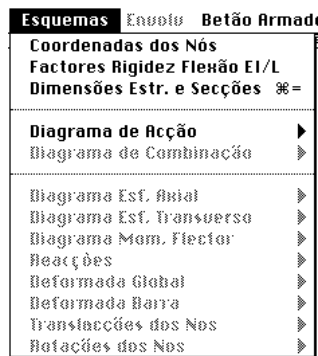 Esquemas Envolv Betão Armad
Coordenadas dos Nós
Factores Rigidez Flexão EI/L
Dimensões Estr. e Secções ⌘=
Diagrama de Acção
Diagrama de Combinação
Diagrama Esf. Axial
Diagrama Esf. Transverso
Diagrama Mom. Flector
Reacções
Deformada Global
Deformada Barra
Translacções dos Nos
Rotações dos Nos